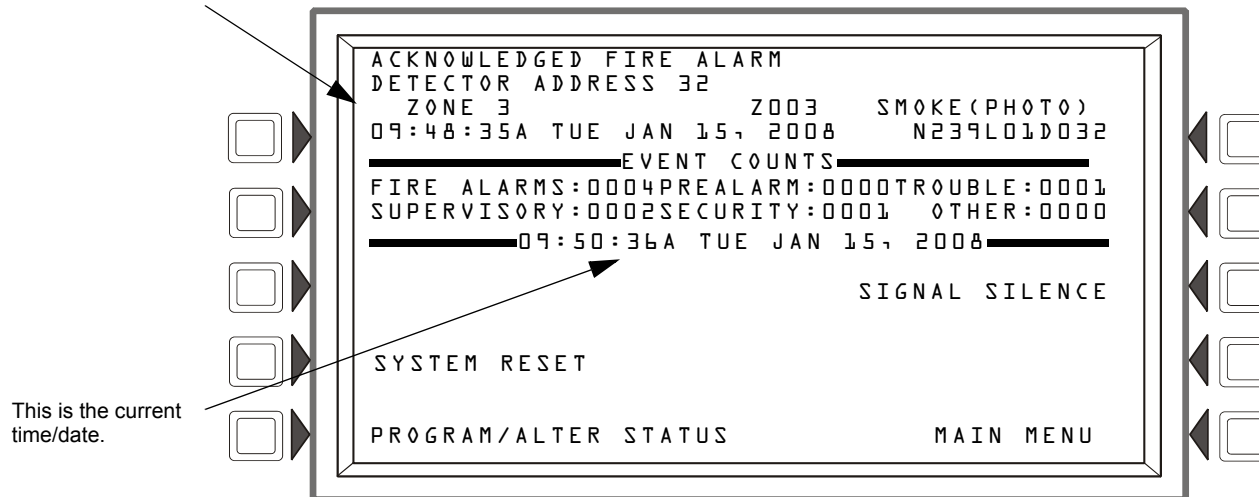 ACKNOWLEDGED FIRE ALARM
DETECTOR ADDRESS 32
ZONE 3 Z003 SMOKE(PHOTO)
09:48:35A TUE JAN 15, 2008 N239L01D032
EVENT COUNTS
FIRE ALARMS:0004PREALARM:0000TROUBLE:0001
SUPERVISORY:0002SECURITY:0001 OTHER:0000
09:50:36A TUE JAN 15, 2008
SIGNAL SILENCE
SYSTEM RESET
This is the current
time/date.
PROGRAM/ALTER STATUS MAIN MENU